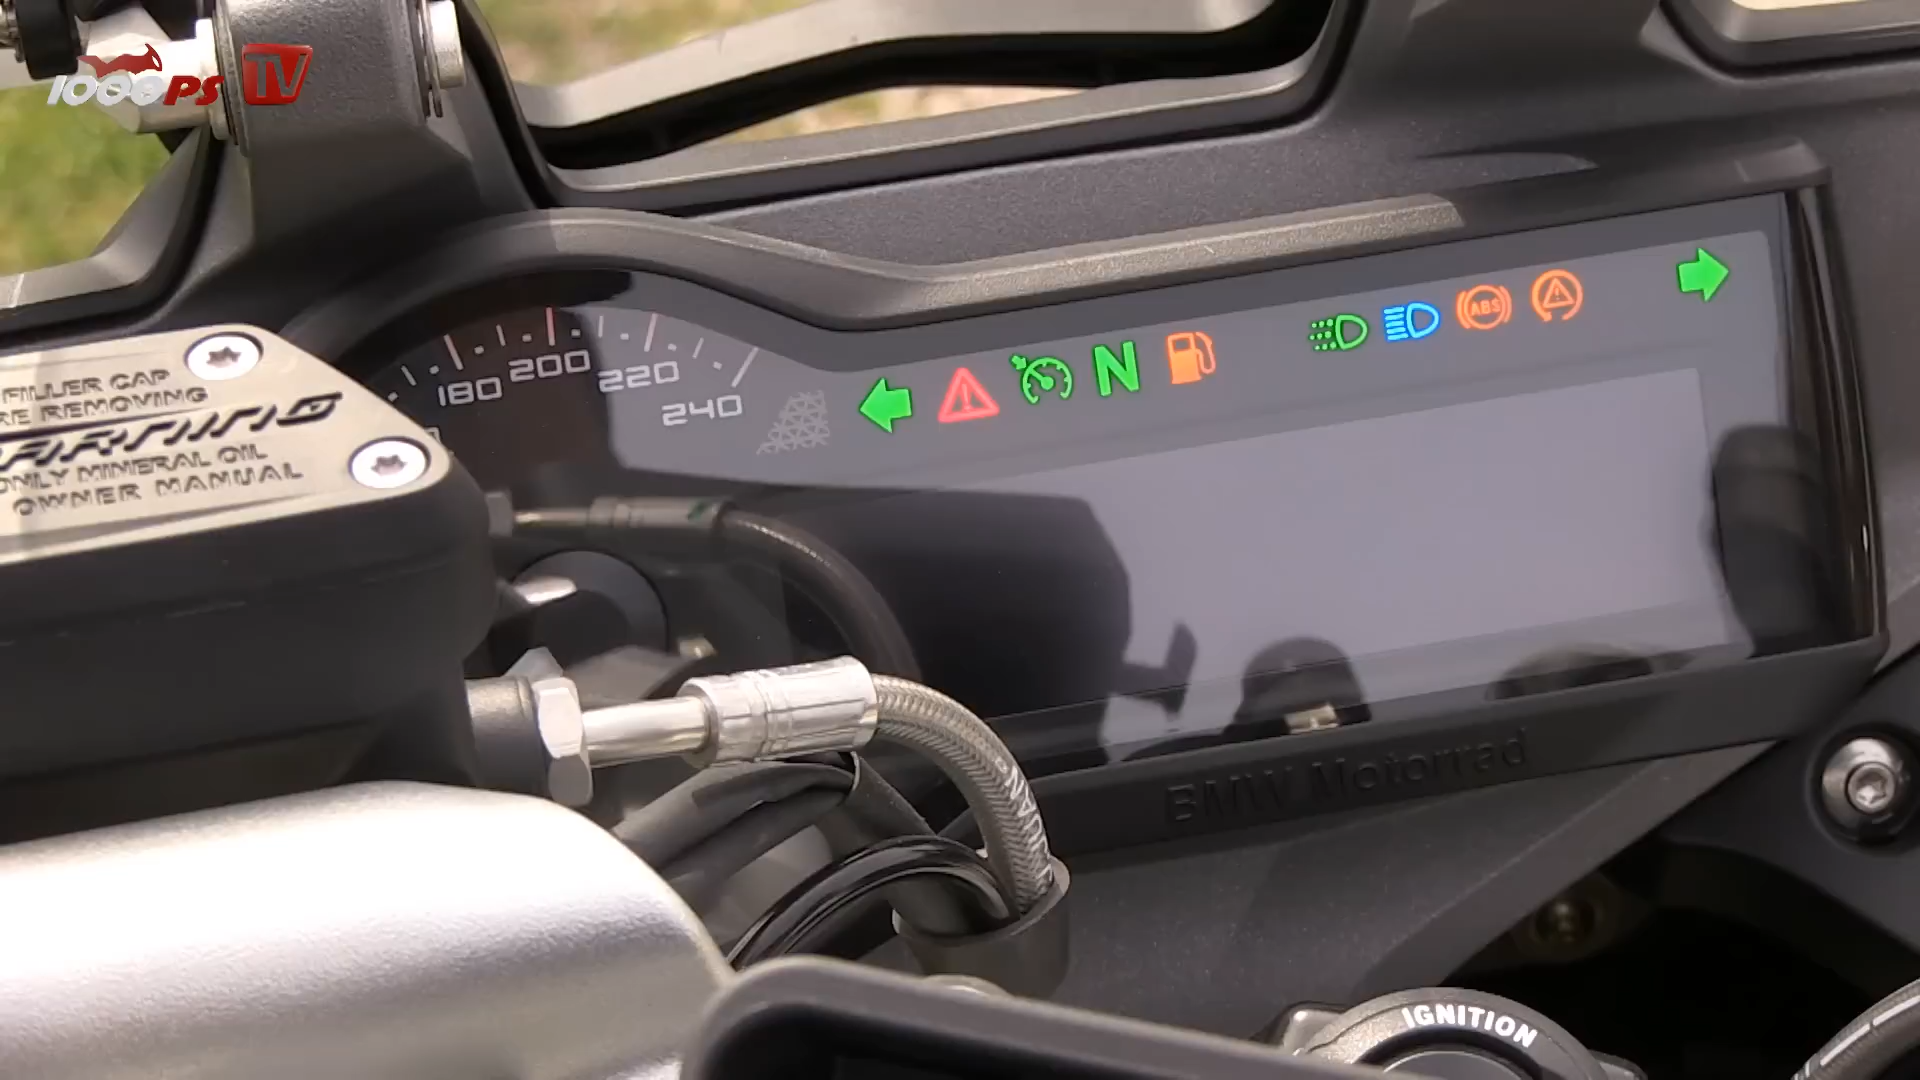 1000PS TV
FILLER CAP
RE REMOVING
WARNING
ONLY MINERAL OIL
OWNER MANUAL
180 200 220 240
N
ABS
BMW Motorrad
IGNITION